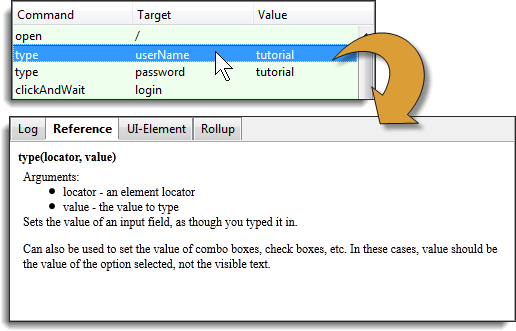 Command Target Value
open /
type userName tutorial
type password tutorial
clickAndWait login
Log Reference UI-Element Rollup
type(locator, value)
Arguments:
• locator - an element locator
• value - the value to type
Sets the value of an input field, as though you typed it in.
Can also be used to set the value of combo boxes, check boxes, etc. In these cases, value should be
the value of the option selected, not the visible text.